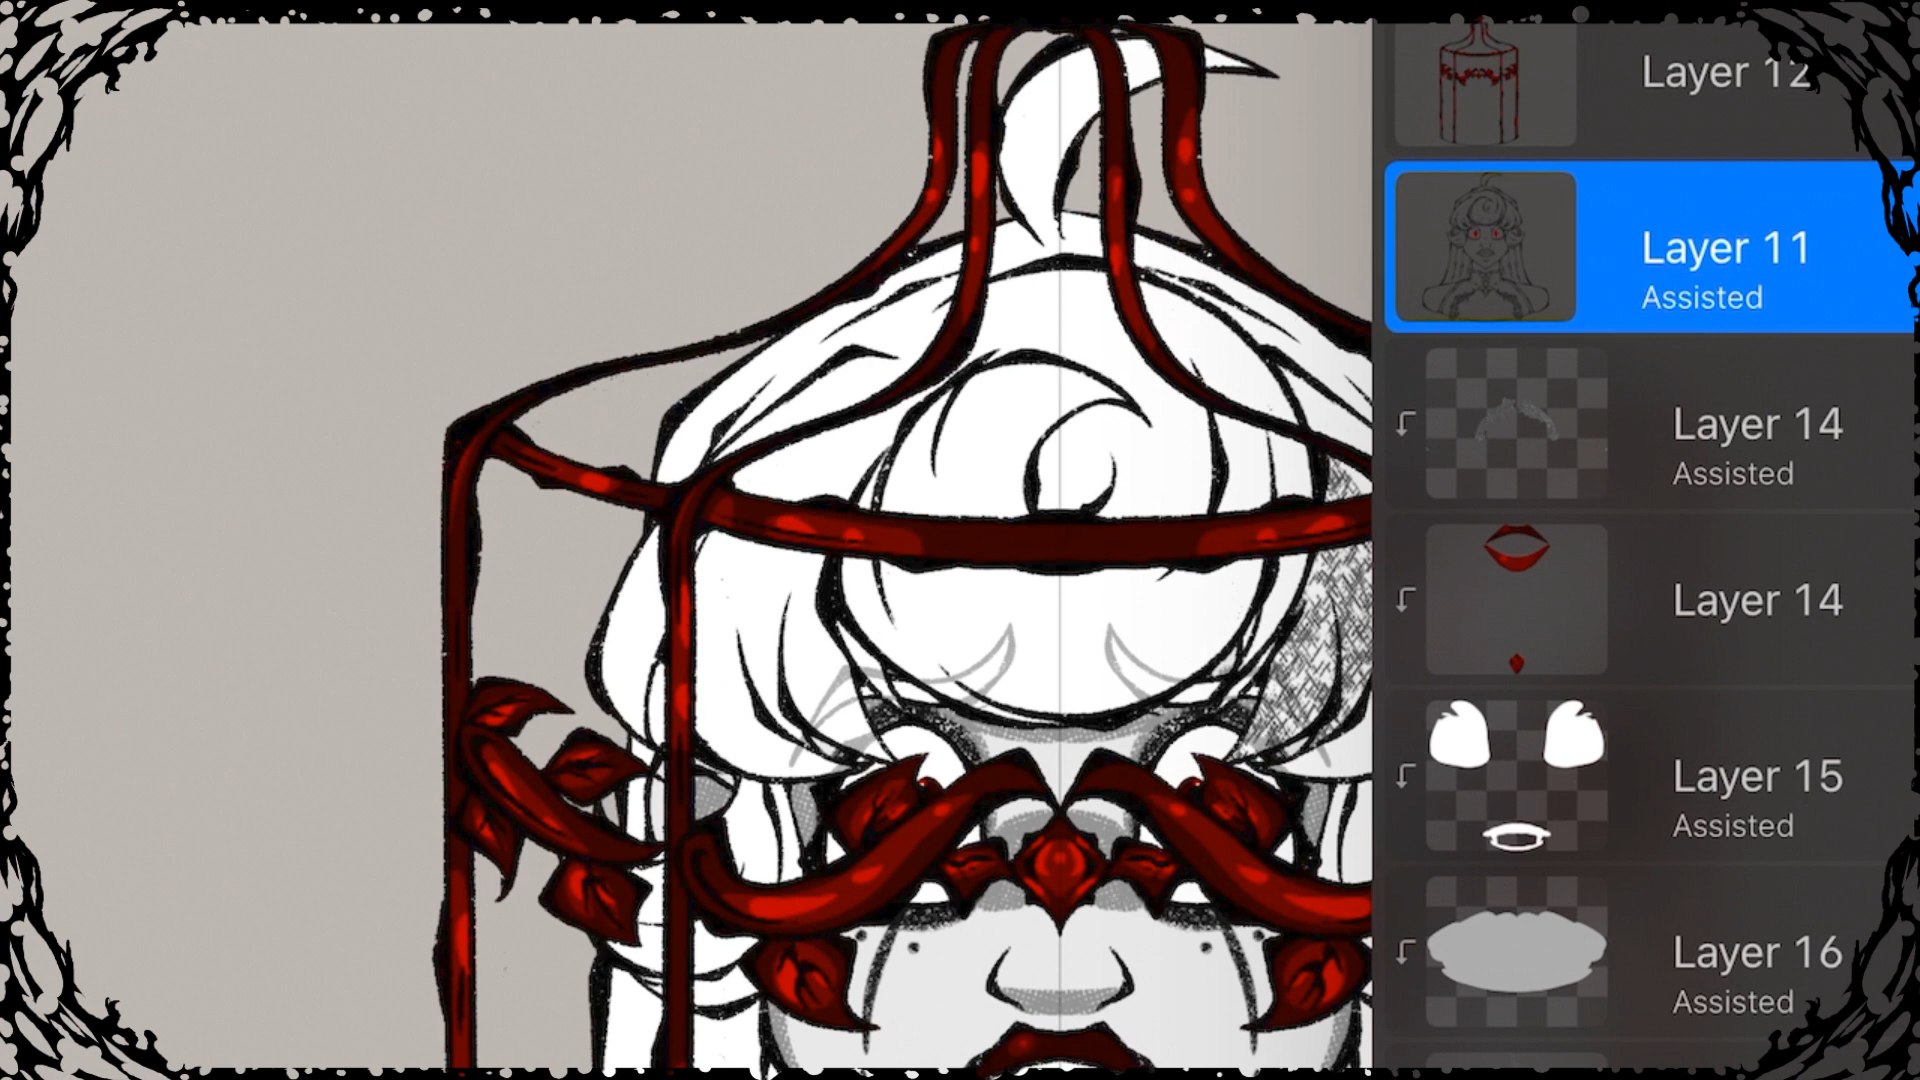 Layer 12
Layer 11
Assisted
Layer 14
Assisted
Layer 14
Layer 15
Assisted
Layer 16
Assisted